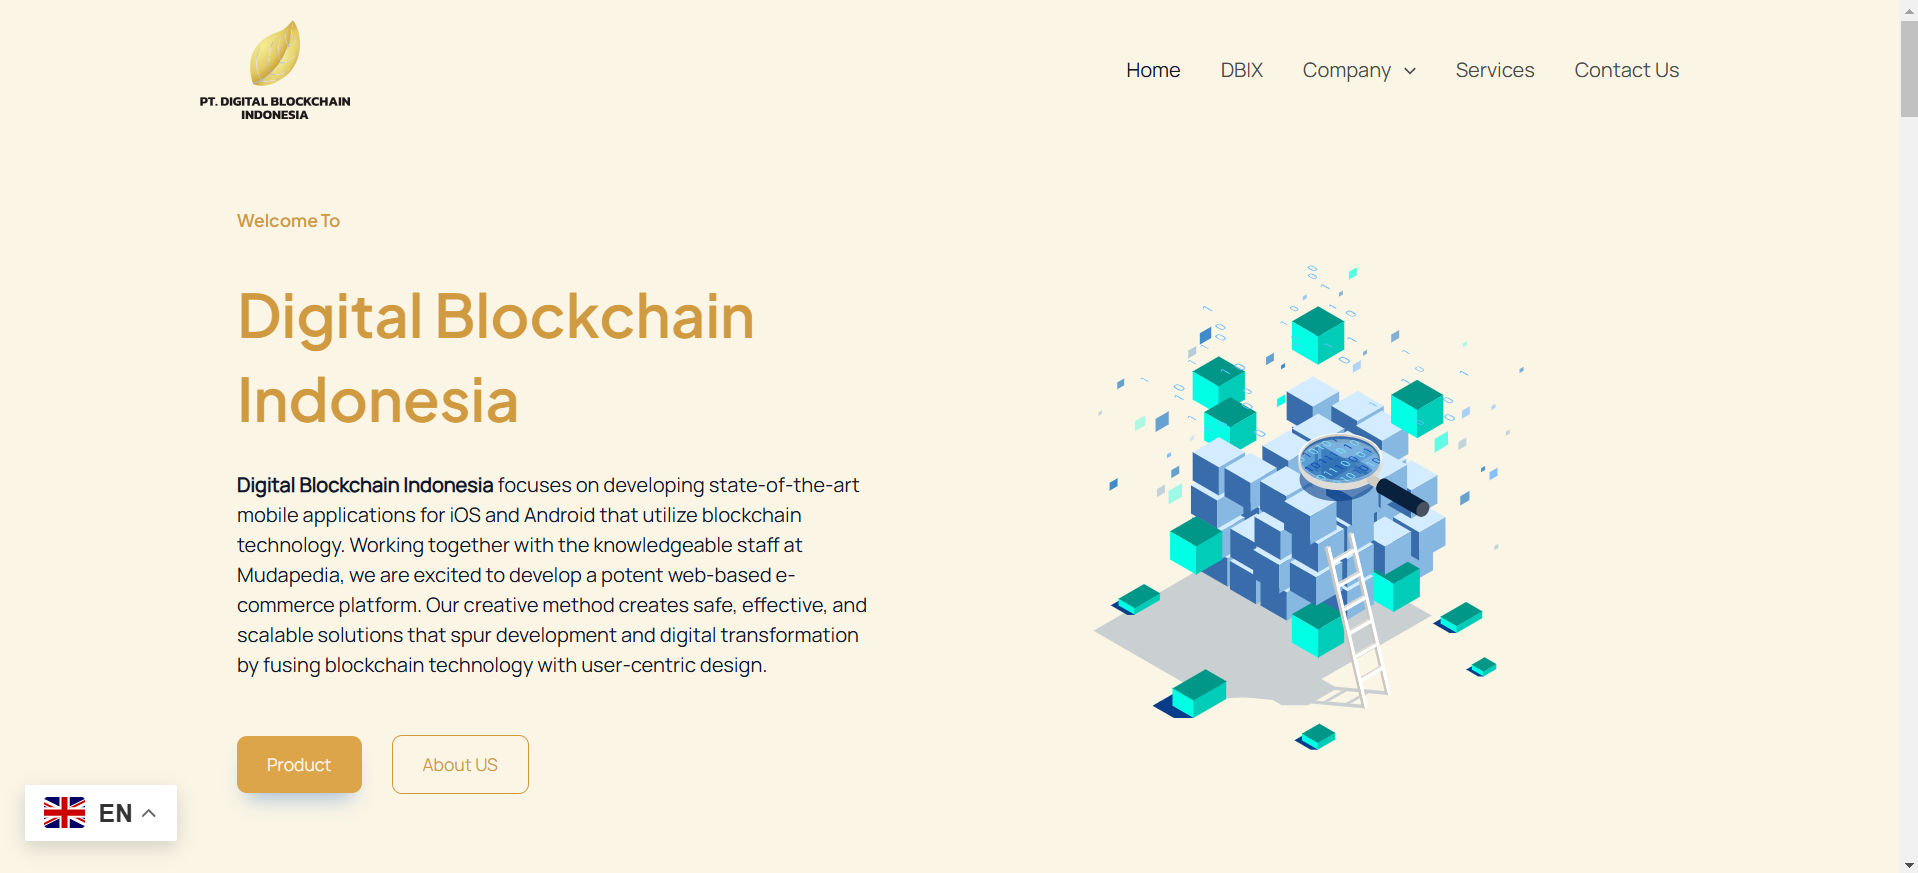 PT. DIGITAL BLOCKCHAIN
INDONESIA
Home
DBIX
Company
Services
Contact Us
Welcome To
Digital Blockchain
Indonesia
Digital Blockchain Indonesia focuses on developing state-of-the-art
mobile applications for iOS and Android that utilize blockchain
technology. Working together with the knowledgeable staff at
Mudapedia, we are excited to develop a potent web-based e-
commerce platform. Our creative method creates safe, effective, and
scalable solutions that spur development and digital transformation
by fusing blockchain technology with user-centric design.
Product
About US
EN